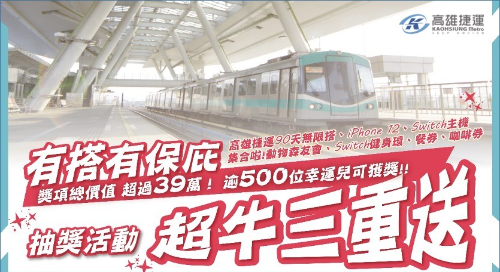 高雄捷運
KAOHSIUNG Metro
有搭有保庇
高雄捷運90天無限搭、iPhone 12、Switch主機
集合啦!動物森友會、Switch健身環、餐券、咖啡券
獎項總價值 超過39萬! 逾500位幸運兒可獲獎!!
抽獎活動 超牛三重送